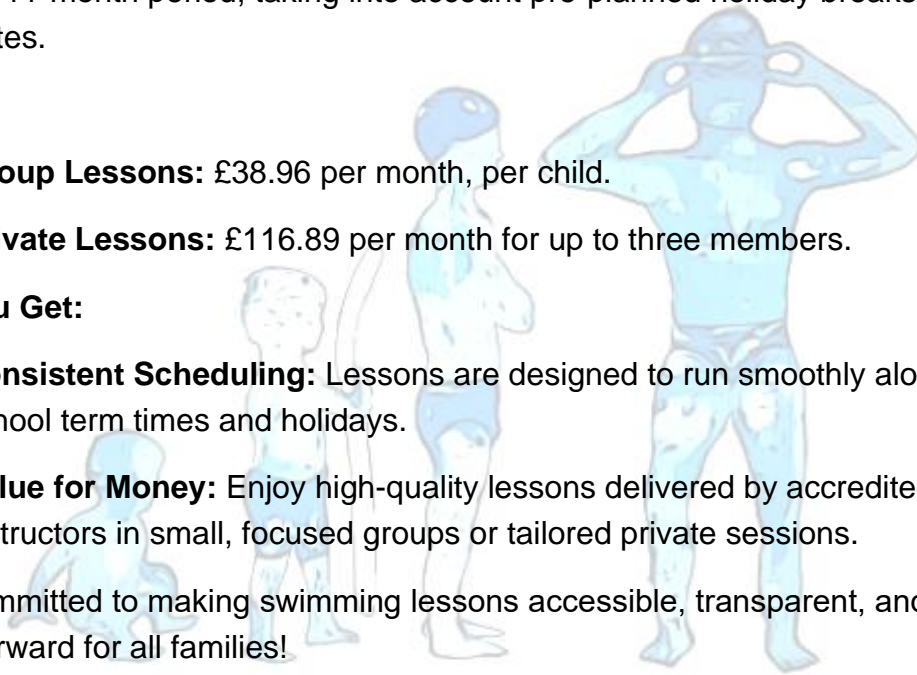 month period, taking into account pre-planned holiday breaks
tes.
oup Lessons: £38.96 per month, per child.
vate Lessons: £116.89 per month for up to three members.
u Get:
nsistent Scheduling: Lessons are designed to run smoothly alo
hool term times and holidays.
lue for Money: Enjoy high-quality lessons delivered by accredite
tructors in small, focused groups or tailored private sessions.
mmitted to making swimming lessons accessible, transparent, and
rward for all families!